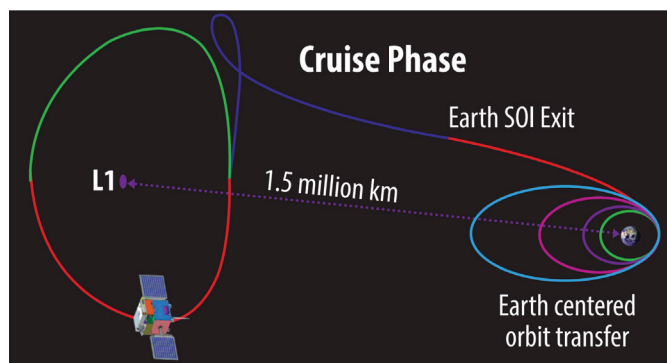 Cruise Phase
Earth SOI Exit
L1
1.5 million km
Earth centered
orbit transfer